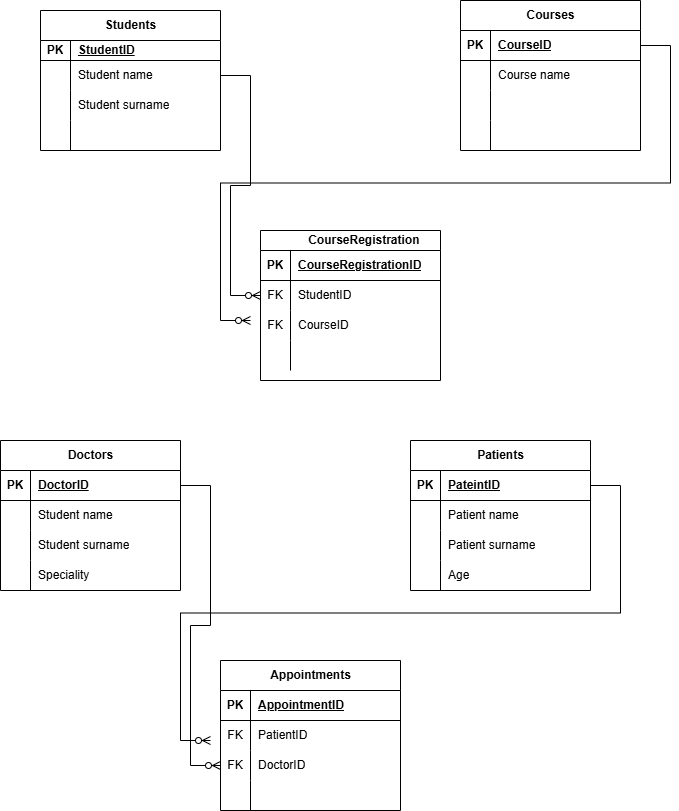 Students
PK StudentID
Student name
Student surname
Courses
PK CourseID
Course name
CourseRegistration
PK CourseRegistrationID
FK StudentID
FK CourseID
Doctors
PK DoctorID
Student name
Student surname
Speciality
Patients
PK PateintID
Patient name
Patient surname
Age
Appointments
PK AppointmentID
FK PatientID
FK DoctorID